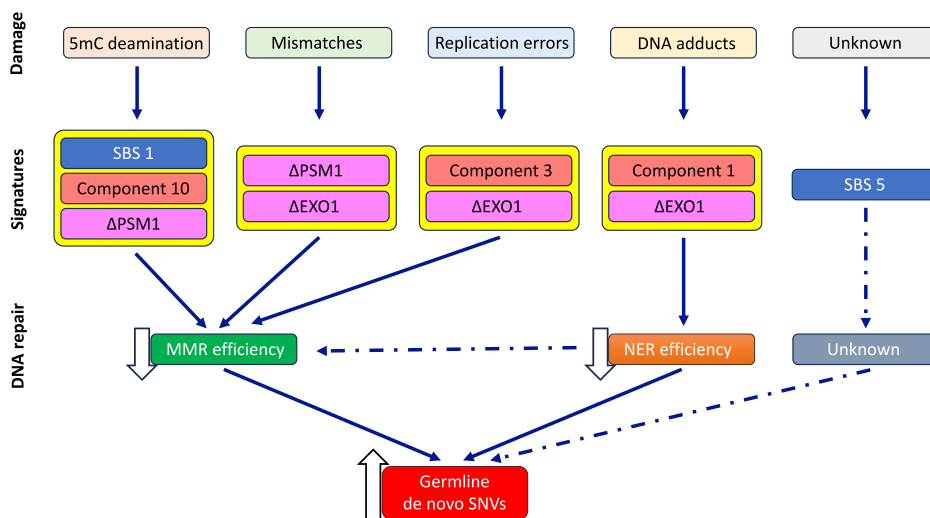 Damage
5mC deamination
Mismatches
Replication errors
DNA adducts
Unknown
Signatures
SBS 1
Component 10
ΔPSM1
ΔPSM1
ΔEXO1
Component 3
ΔEXO1
Component 1
ΔEXO1
SBS 5
DNA repair
MMR efficiency
NER efficiency
Unknown
Germline
de novo SNVs